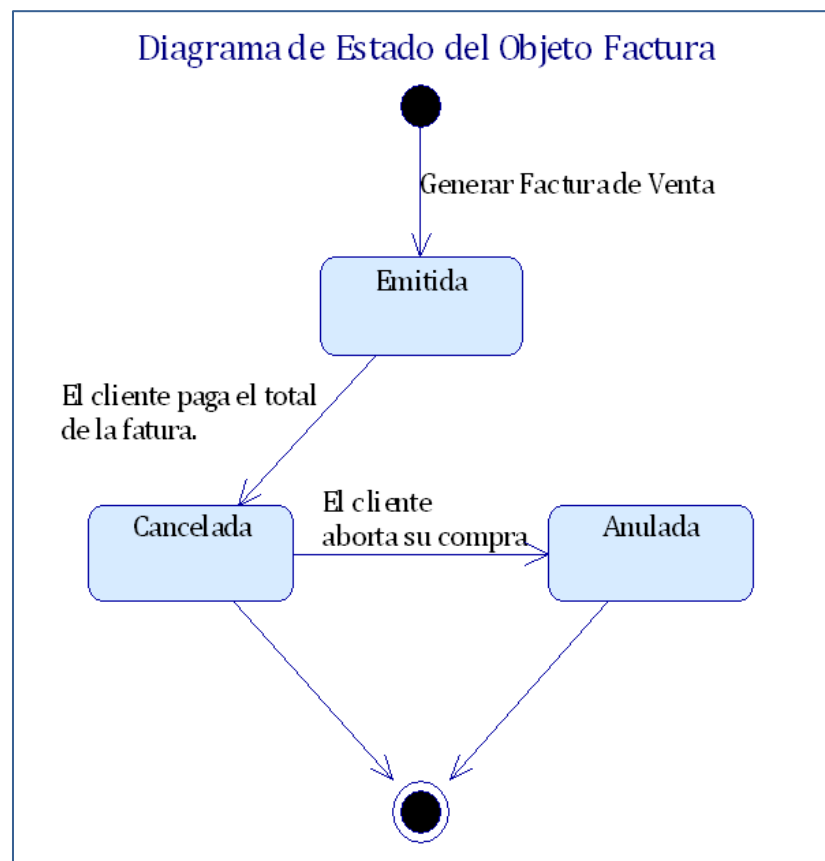 Diagrama de Estado del Objeto Factura
Generar Factura de Venta
Emitida
El cliente paga el total
de la fatura.
Cancelada
El cliente
aborta su compra
Anulada